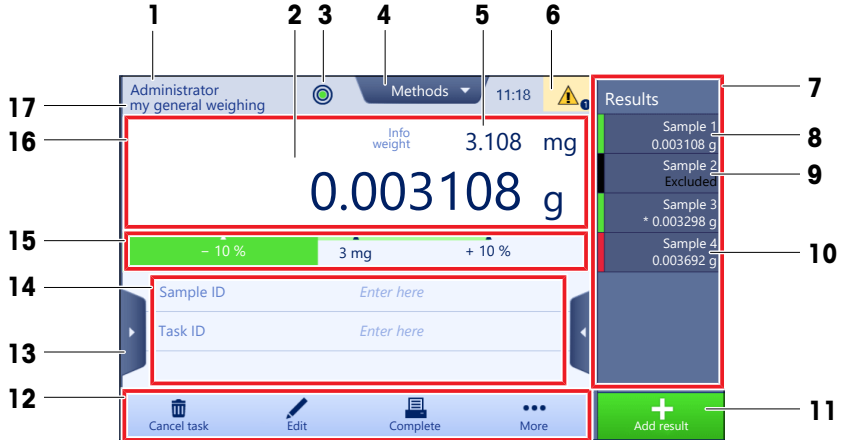 1
2
3
4
5
6
7
8
9
10
11
12
13
14
15
16
17
Administrator
my general weighing
Methods
11:18
1
Info
weight
3.108 mg
0.003108 g
– 10 %
3 mg
+ 10 %
Sample ID
Enter here
Task ID
Enter here
Cancel task
Edit
Complete
More
Results
Sample 1
0.003108 g
Sample 2
Excluded
Sample 3
* 0.003298 g
Sample 4
0.003692 g
Add result